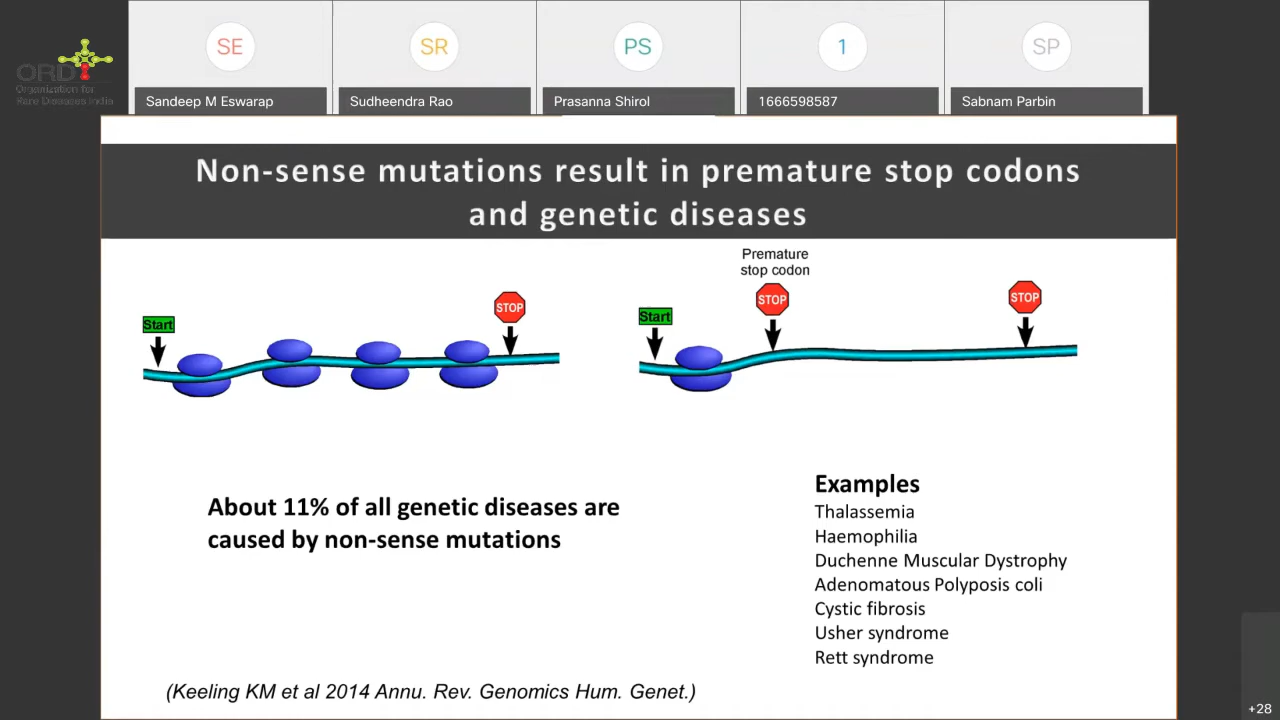 ORD
Organization for
Rare Diseases India
SE
SR
PS
1
SP
Sandeep M Eswarap
Sudheendra Rao
Prasanna Shirol
1666598587
Sabnam Parbin
Non-sense mutations result in premature stop codons
and genetic diseases
Start
STOP
Premature
stop codon
Start
STOP
STOP
About 11% of all genetic diseases are
caused by non-sense mutations
Examples
Thalassemia
Haemophilia
Duchenne Muscular Dystrophy
Adenomatous Polyposis coli
Cystic fibrosis
Usher syndrome
Rett syndrome
(Keeling KM et al 2014 Annu. Rev. Genomics Hum. Genet.)
+28